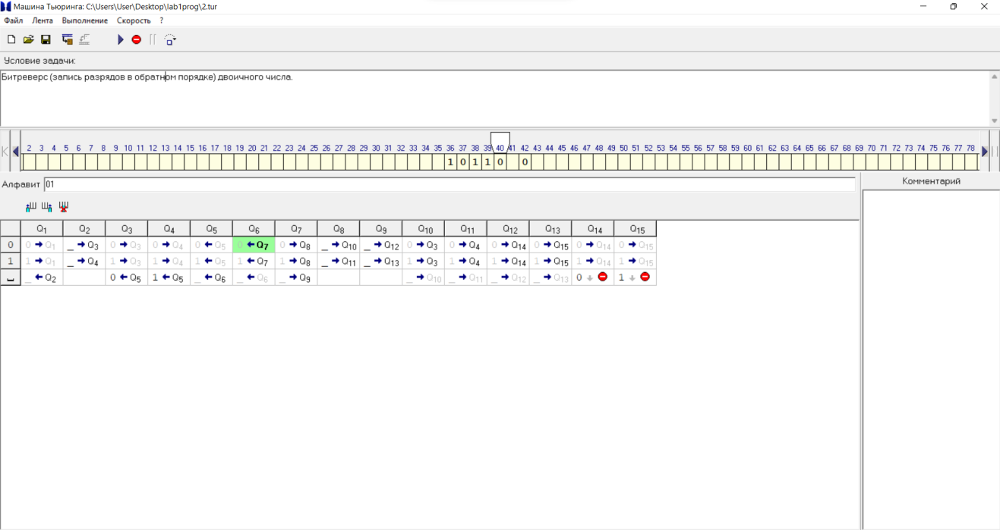 Машина Тьюринга: C:\Users\User\Desktop\lab1prog\2.tur
Файл Лента Выполнение Скорость ?
Условие задачи:
Битреверс (запись разрядов в обратном порядке) двоичного числа.
2 3 4 5 6 7 8 9 10 11 12 13 14 15 16 17 18 19 20 21 22 23 24 25 26 27 28 29 30 31 32 33 34 35 36 37 38 39 40 41 42 43 44 45 46 47 48 49 50 51 52 53 54 55 56 57 58 59 60 61 62 63 64 65 66 67 68 69 70 71 72 73 74 75 76 77 78
1 0 1 1 0 0
Алфавит 01
Комментарий
Q1 Q2 Q3 Q4 Q5 Q6 Q7 Q8 Q9 Q10 Q11 Q12 Q13 Q14 Q15
0 0 → Q1 _ → Q3 0 → Q3 0 → Q4 0 ← Q5 0 ← Q7 0 → Q8 _ → Q10 _ → Q12 0 → Q3 0 → Q4 0 → Q14 0 → Q15 0 → Q14 0 → Q15
1 1 → Q1 _ → Q4 1 → Q3 1 → Q4 1 ← Q5 1 ← Q7 1 → Q8 _ → Q11 _ → Q13 1 → Q3 1 → Q4 1 → Q14 1 → Q15 1 → Q14 1 → Q15
_ ← Q2 0 ← Q5 1 ← Q5 _ ← Q6 _ ← Q6 _ → Q9 _ → Q10 _ → Q11 _ → Q12 _ → Q13 0 ↓ 1 ↓